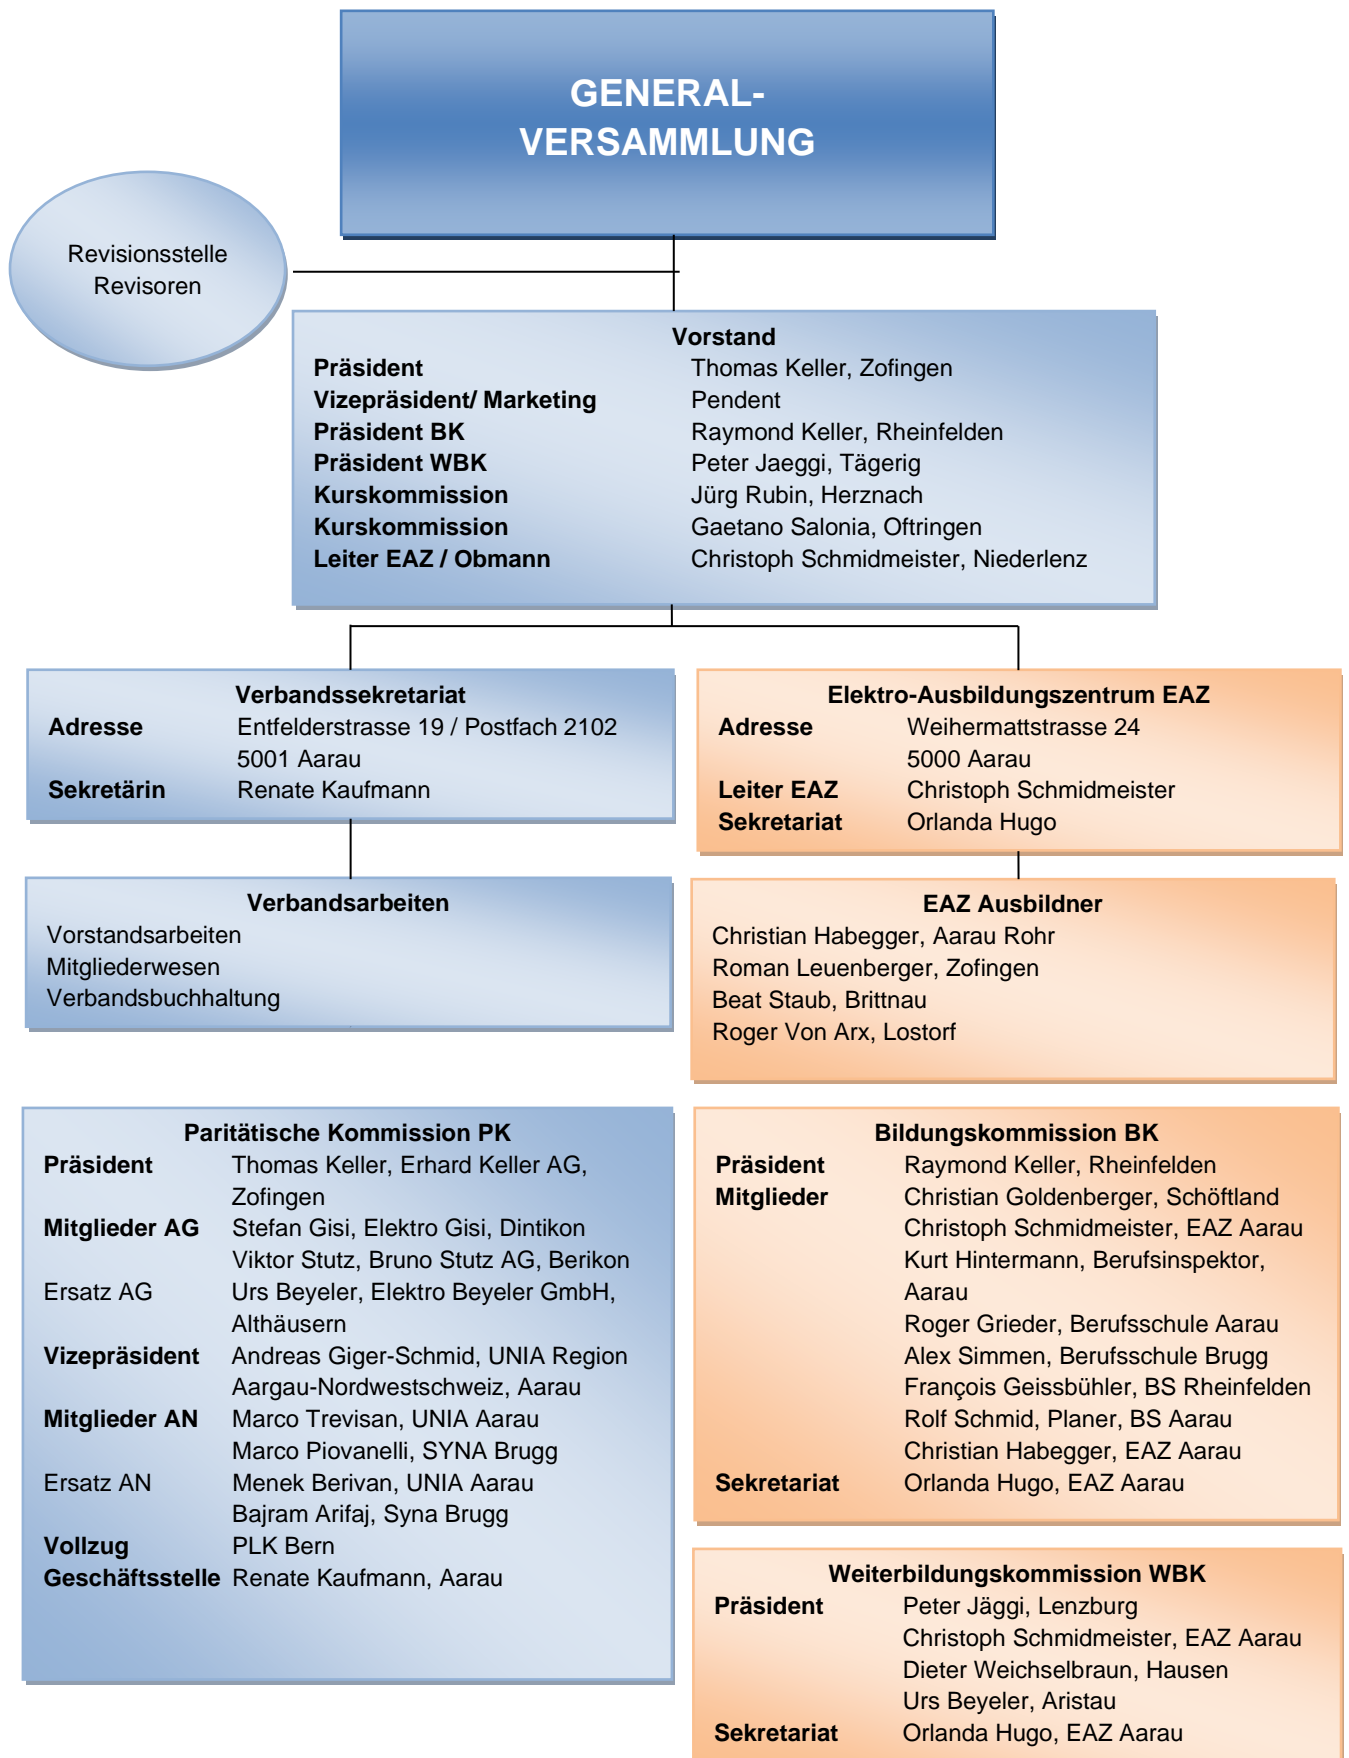 GENERAL-
VERSAMMLUNG
Revisionsstelle
Revisoren
Vorstand
Präsident Thomas Keller, Zofingen
Vizepräsident/ Marketing Pendent
Präsident BK Raymond Keller, Rheinfelden
Präsident WBK Peter Jaeggi, Tägerig
Kurskommission Jürg Rubin, Herznach
Kurskommission Gaetano Salonia, Oftringen
Leiter EAZ / Obmann Christoph Schmidmeister, Niederlenz
Verbandssekretariat
Adresse Entfelderstrasse 19 / Postfach 2102
5001 Aarau
Sekretärin Renate Kaufmann
Elektro-Ausbildungszentrum EAZ
Adresse Weihermattstrasse 24
5000 Aarau
Leiter EAZ Christoph Schmidmeister
Sekretariat Orlanda Hugo
Verbandsarbeiten
Vorstandsarbeiten
Mitgliederwesen
Verbandsbuchhaltung
EAZ Ausbildner
Christian Habegger, Aarau Rohr
Roman Leuenberger, Zofingen
Beat Staub, Brittnau
Roger Von Arx, Lostorf
Paritätische Kommission PK
Präsident Thomas Keller, Erhard Keller AG,
Zofingen
Mitglieder AG Stefan Gisi, Elektro Gisi, Dintikon
Viktor Stutz, Bruno Stutz AG, Berikon
Ersatz AG Urs Beyeler, Elektro Beyeler GmbH,
Althäusern
Vizepräsident Andreas Giger-Schmid, UNIA Region
Aargau-Nordwestschweiz, Aarau
Mitglieder AN Marco Trevisan, UNIA Aarau
Marco Piovanelli, SYNA Brugg
Ersatz AN Menek Berivan, UNIA Aarau
Bajram Arifaj, Syna Brugg
Vollzug PLK Bern
Geschäftsstelle Renate Kaufmann, Aarau
Bildungskommission BK
Präsident Raymond Keller, Rheinfelden
Mitglieder Christian Goldenberger, Schöftland
Christoph Schmidmeister, EAZ Aarau
Kurt Hintermann, Berufsinspektor,
Aarau
Roger Grieder, Berufsschule Aarau
Alex Simmen, Berufsschule Brugg
François Geissbühler, BS Rheinfelden
Rolf Schmid, Planer, BS Aarau
Christian Habegger, EAZ Aarau
Sekretariat Orlanda Hugo, EAZ Aarau
Weiterbildungskommission WBK
Präsident Peter Jäggi, Lenzburg
Christoph Schmidmeister, EAZ Aarau
Dieter Weichselbraun, Hausen
Urs Beyeler, Aristau
Sekretariat Orlanda Hugo, EAZ Aarau